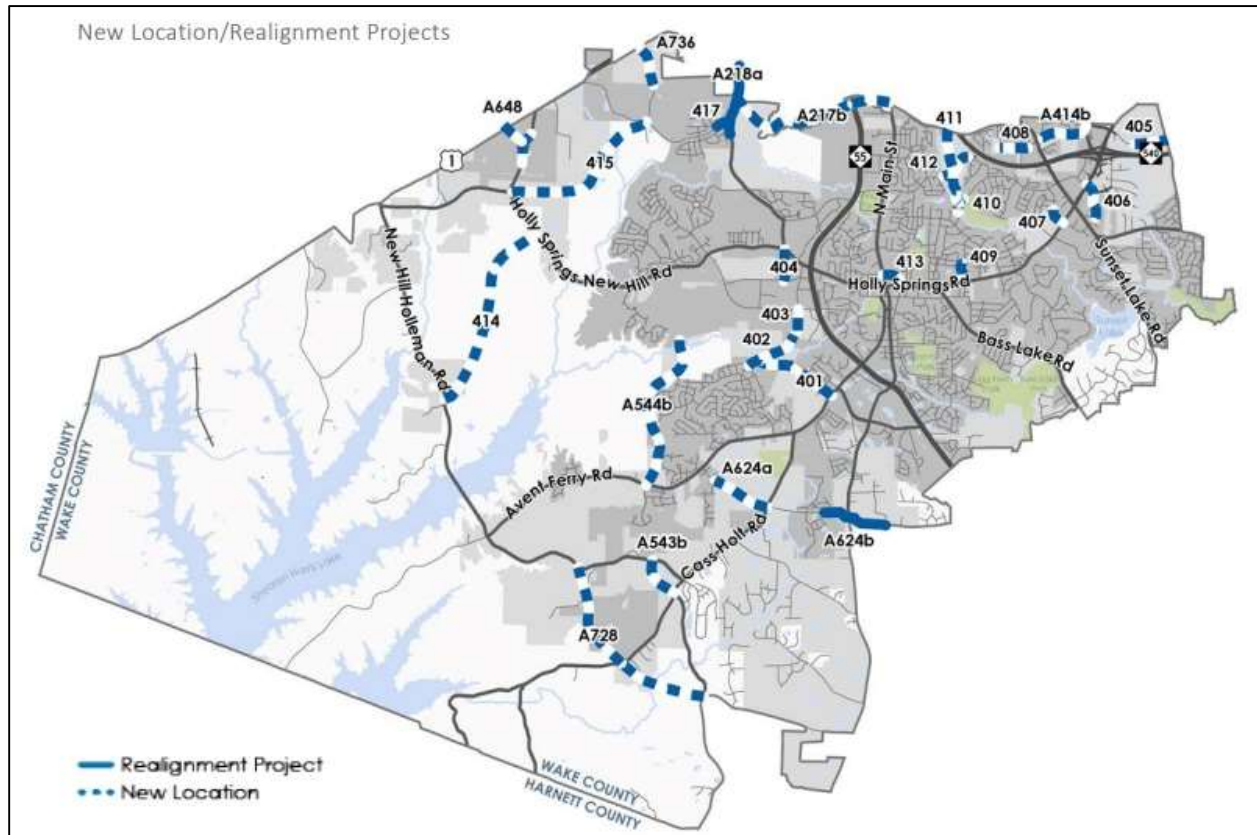 New Location/Realignment Projects
A736
A218a
A648
417
A217b
411
408
A414b
405
1
415
55
540
412
N Main St
410
406
407
Holly Springs-New Hill Rd
New Hill Holleman Rd
404
413
409
Holly Springs Rd
Sunset Lake Rd
414
403
402
Bass Lake Rd
401
A544b
Avent Ferry Rd
A624a
CHATHAM COUNTY
WAKE COUNTY
A543b
Cass Holt Rd
A624b
A728
Realignment Project
New Location
WAKE COUNTY
HARNETT COUNTY